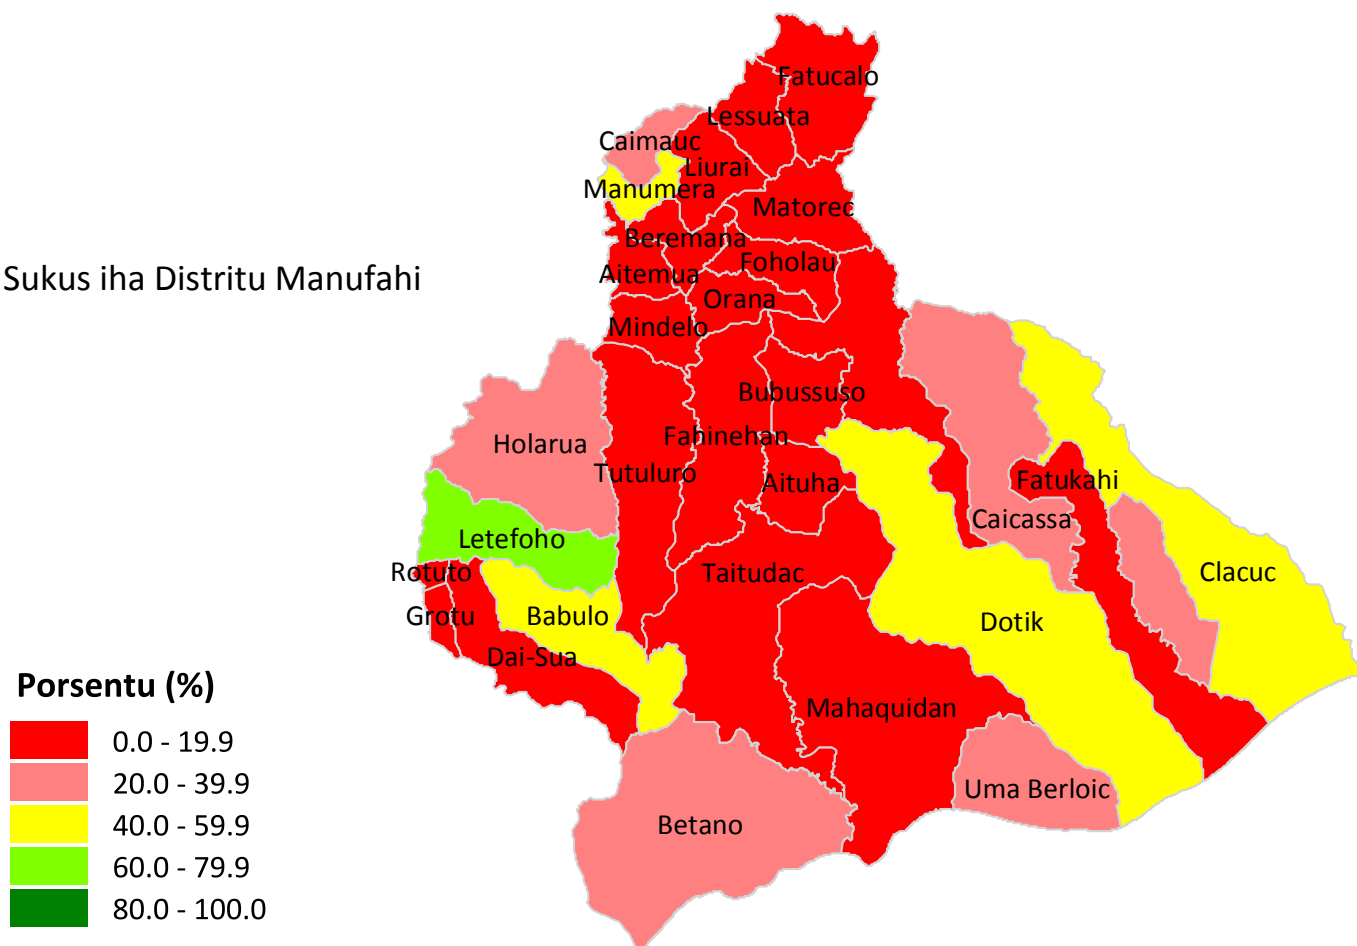 Fatucalo
Lessuata
Caimauc
Liurai
Manumera
Matorec
Beremana
Foholau
Aitemua
Sukus iha Distritu Manufahi
Orana
Mindelo
Bubussuso
Fahinehan
Holarua
Tutuluro
Aituha
Fatukahi
Caicassa
Letefoho
Rotuto
Taitudac
Clacuc
Grotu
Babulo
Dotik
Dai-Sua
Mahaquidan
Uma Berloic
Betano
Porsentu (%)
0.0 - 19.9
20.0 - 39.9
40.0 - 59.9
60.0 - 79.9
80.0 - 100.0